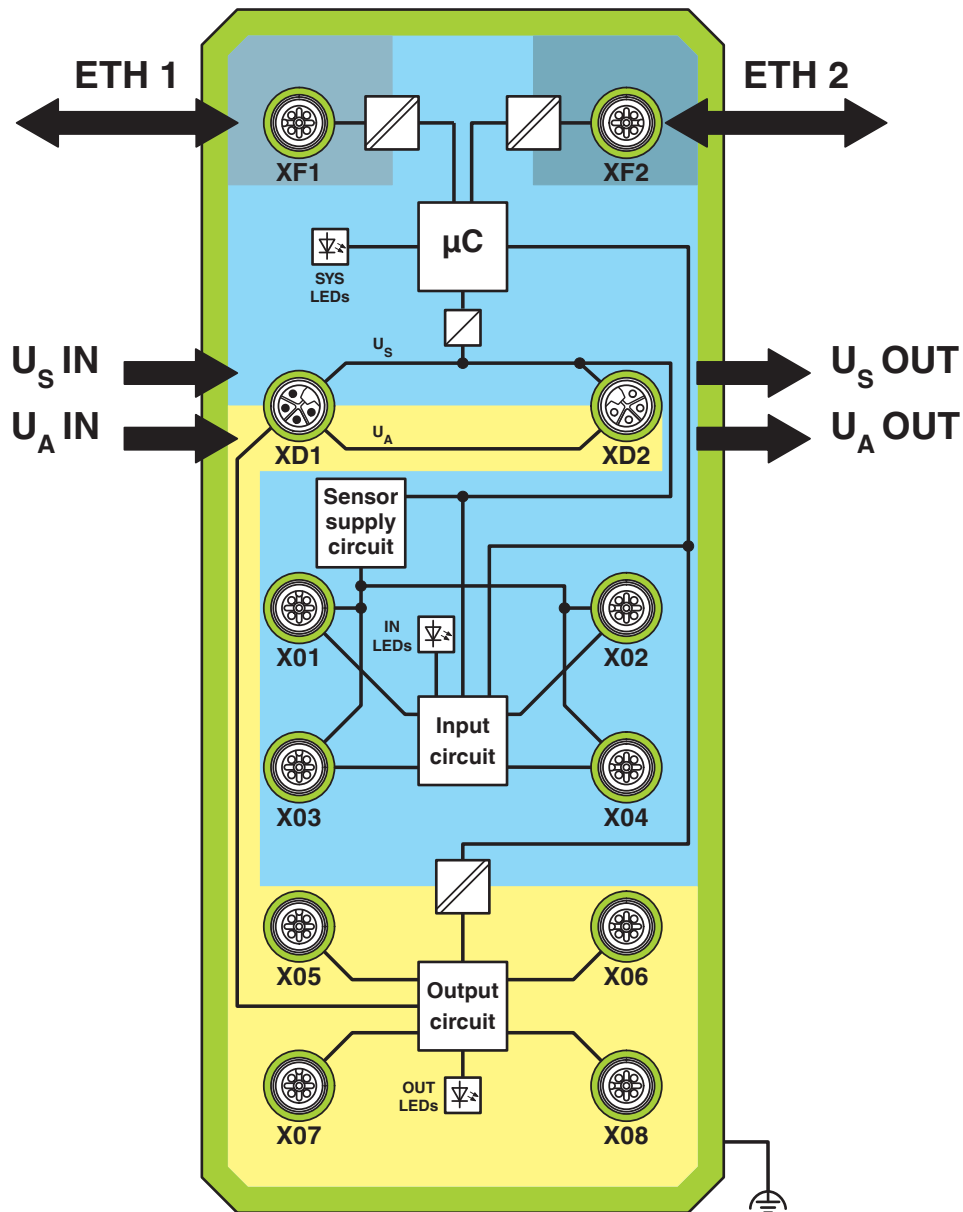 ETH 1
ETH 2
XF1
XF2
µC
SYS
LEDs
US IN
US
US OUT
UA IN
UA
UA OUT
XD1
XD2
Sensor
supply
circuit
IN
LEDs
X01
X02
Input
circuit
X03
X04
X05
X06
Output
circuit
OUT
LEDs
X07
X08